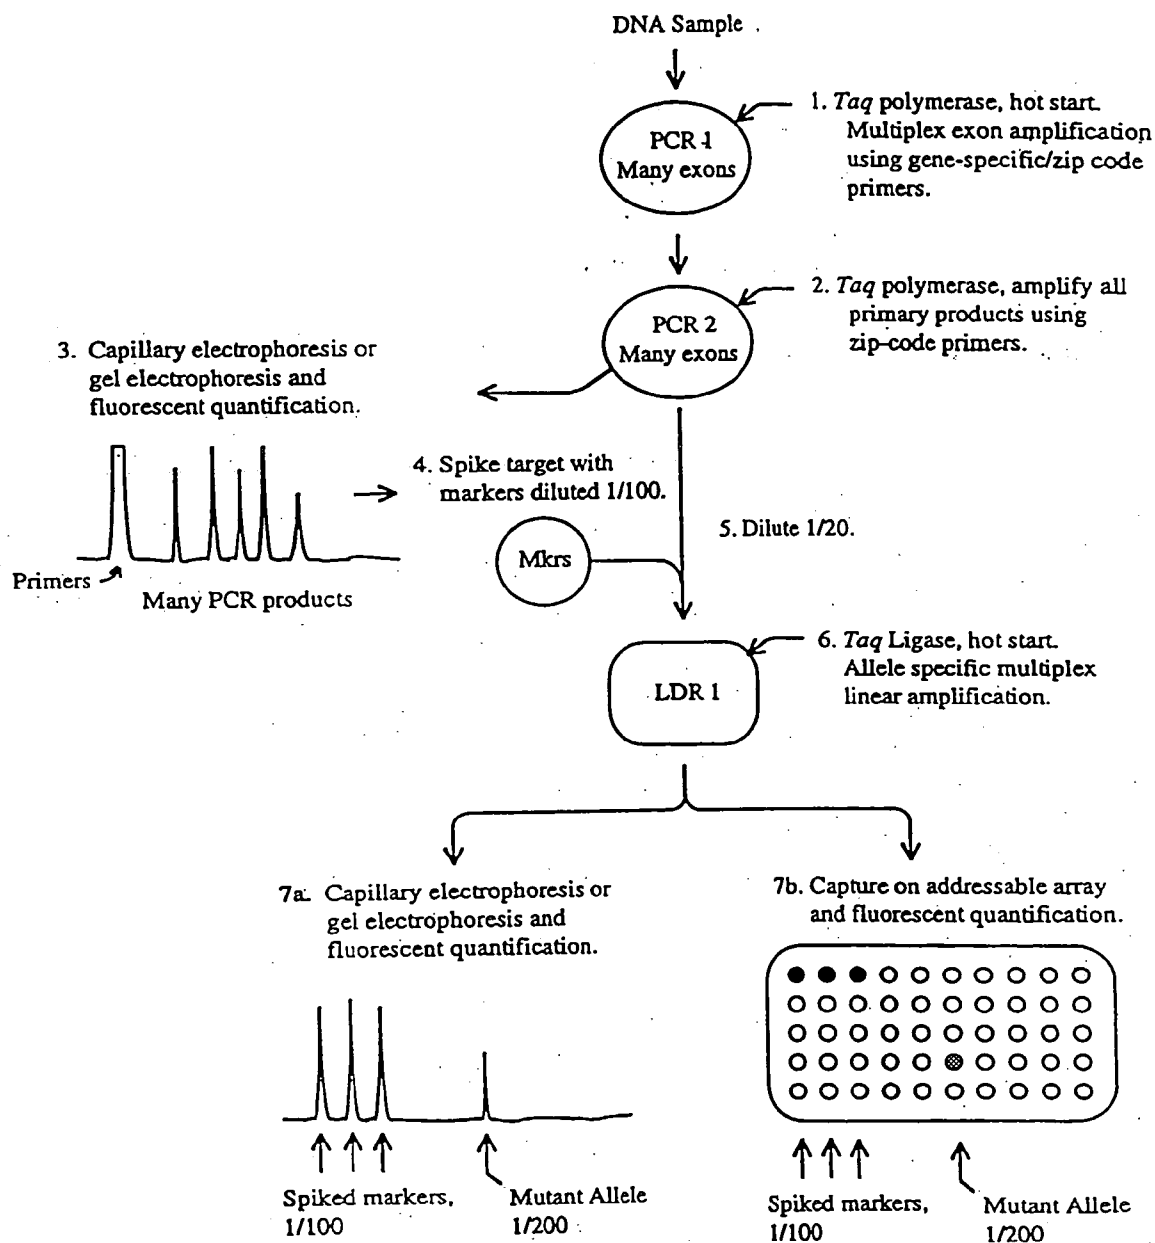 DNA Sample
1. Taq polymerase, hot start.
Multiplex exon amplification
using gene-specific/zip code
primers.
PCR 1
Many exons
2. Taq polymerase, amplify all
primary products using
zip-code primers.
PCR 2
Many exons
3. Capillary electrophoresis or
gel electrophoresis and
fluorescent quantification.
4. Spike target with
markers diluted 1/100.
5. Dilute 1/20.
Mkrs
Primers
Many PCR products
6. Taq Ligase, hot start.
Allele specific multiplex
linear amplification.
LDR 1
7a. Capillary electrophoresis or
gel electrophoresis and
fluorescent quantification.
7b. Capture on addressable array
and fluorescent quantification.
Spiked markers,
1/100
Mutant Allele
1/200
Spiked markers,
1/100
Mutant Allele
1/200